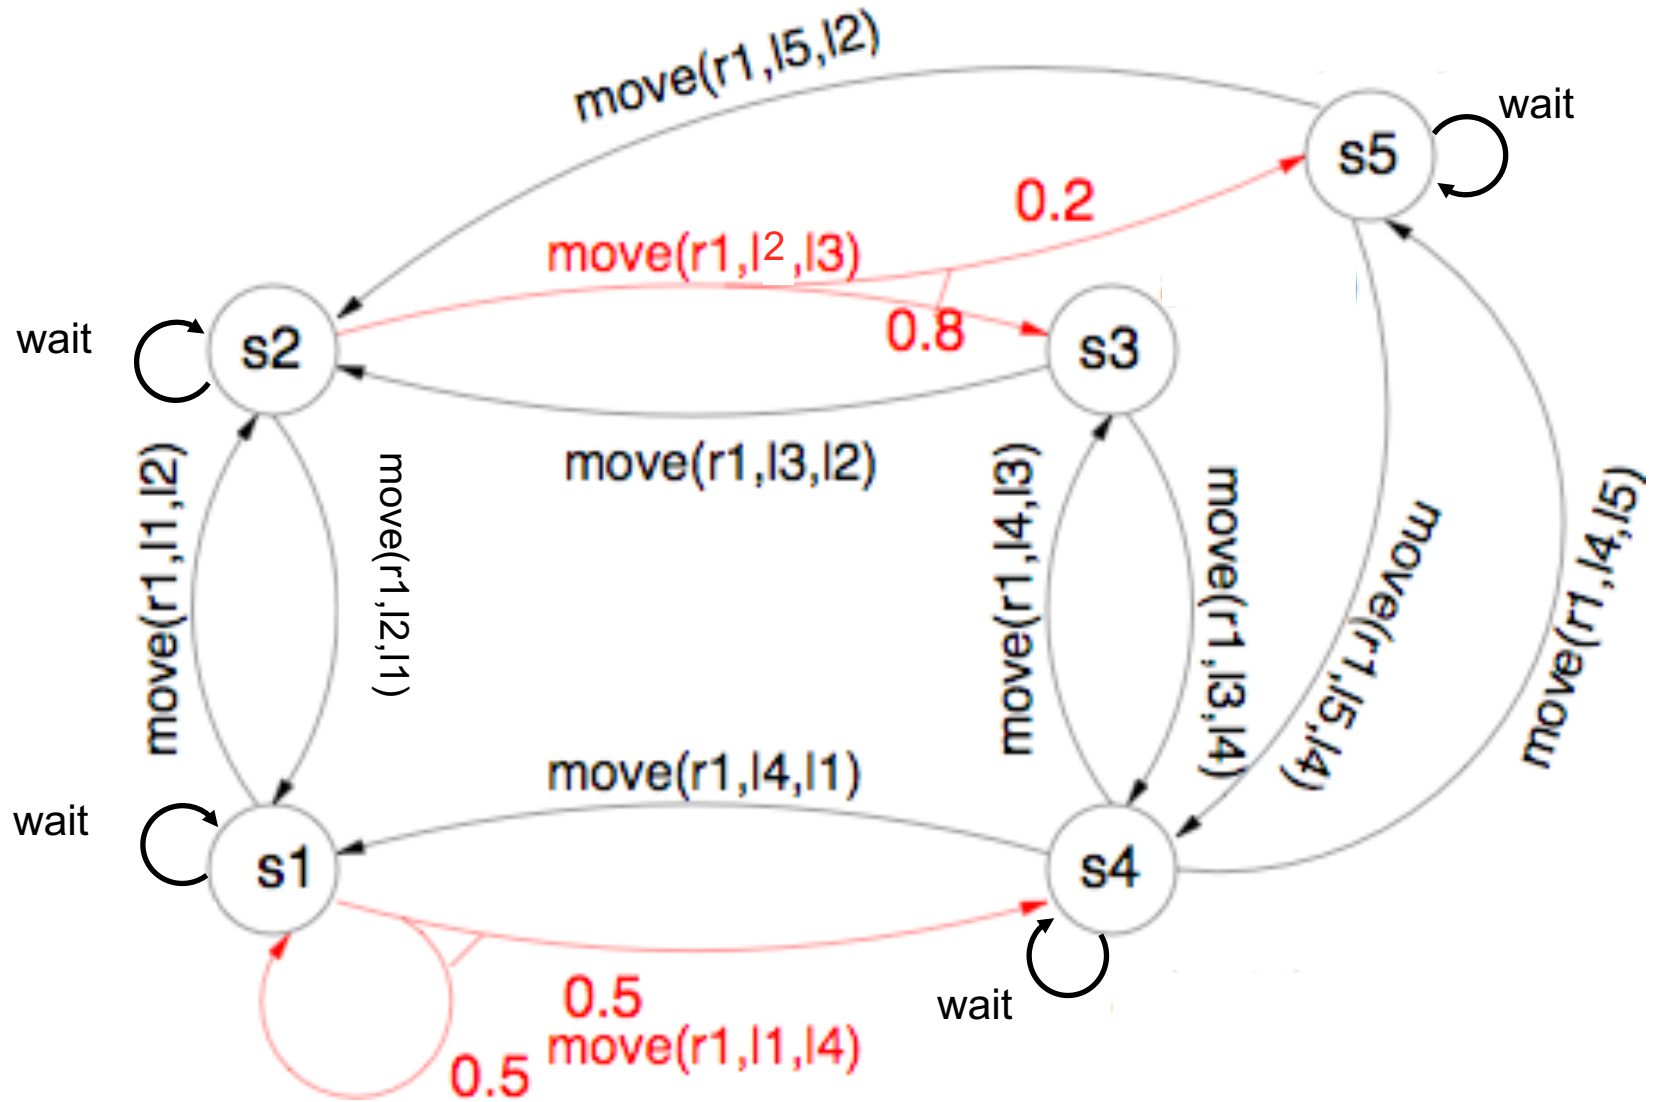 move(r1,l5,l2)
wait
s5
0.2
move(r1,l2,l3)
0.8
wait
s2
s3
move(r1,l3,l2)
move(r1,l1,l2)
move(r1,l2,l1)
move(r1,l4,l3)
move(r1,l3,l4)
move(r1,l5,l4)
move(r1,l4,l5)
move(r1,l4,l1)
wait
s1
s4
wait
0.5
move(r1,l1,l4)
0.5